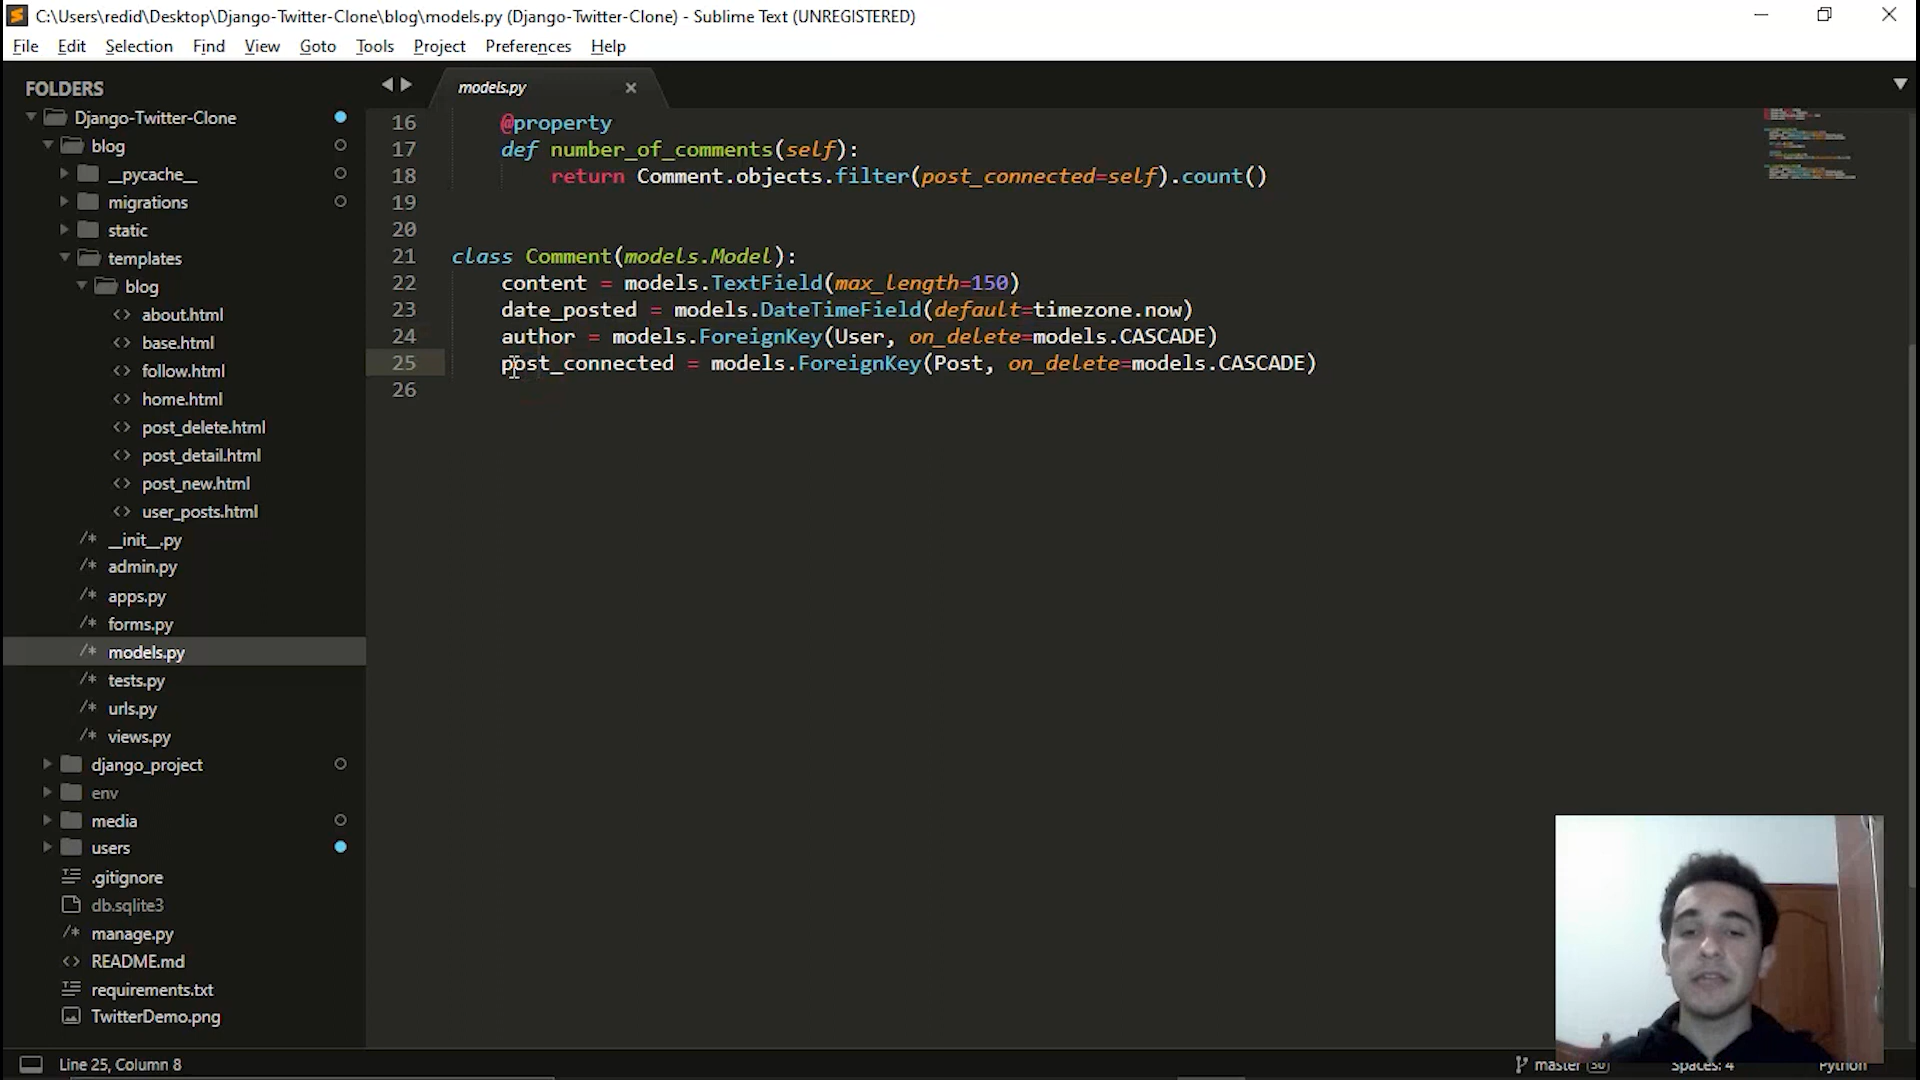 C:\Users\redid\Desktop\Django-Twitter-Clone\blog\models.py (Django-Twitter-Clone) - Sublime Text (UNREGISTERED)
File Edit Selection Find View Goto Tools Project Preferences Help
FOLDERS
Django-Twitter-Clone
blog
__pycache__
migrations
static
templates
blog
<> about.html
<> base.html
<> follow.html
<> home.html
<> post_delete.html
<> post_detail.html
<> post_new.html
<> user_posts.html
/* __init__.py
/* admin.py
/* apps.py
/* forms.py
/* models.py
/* tests.py
/* urls.py
/* views.py
django_project
env
media
users
.gitignore
db.sqlite3
/* manage.py
<> README.md
requirements.txt
TwitterDemo.png
models.py
16 @property
17 def number_of_comments(self):
18 return Comment.objects.filter(post_connected=self).count()
19
20
21 class Comment(models.Model):
22 content = models.TextField(max_length=150)
23 date_posted = models.DateTimeField(default=timezone.now)
24 author = models.ForeignKey(User, on_delete=models.CASCADE)
25 post_connected = models.ForeignKey(Post, on_delete=models.CASCADE)
26
Line 25, Column 8
master
Spaces: 4
Python